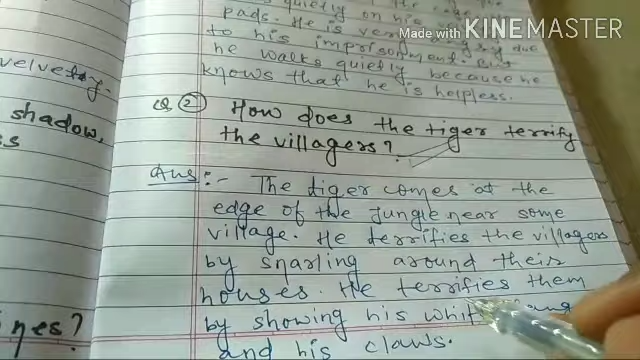 pads. He is very
Made with KINEMASTER
to his imprisonment. But
he walks quietly because he
knows that he is helpless.
velvety.
shadow,
Q ② How does the tiger terrify
the villagers?
Ans:- The tiger comes at the
edge of the Jungle near some
village. He terrifies the villagers
by snarling around their
houses. He terrifies them
by showing his
and his claws.